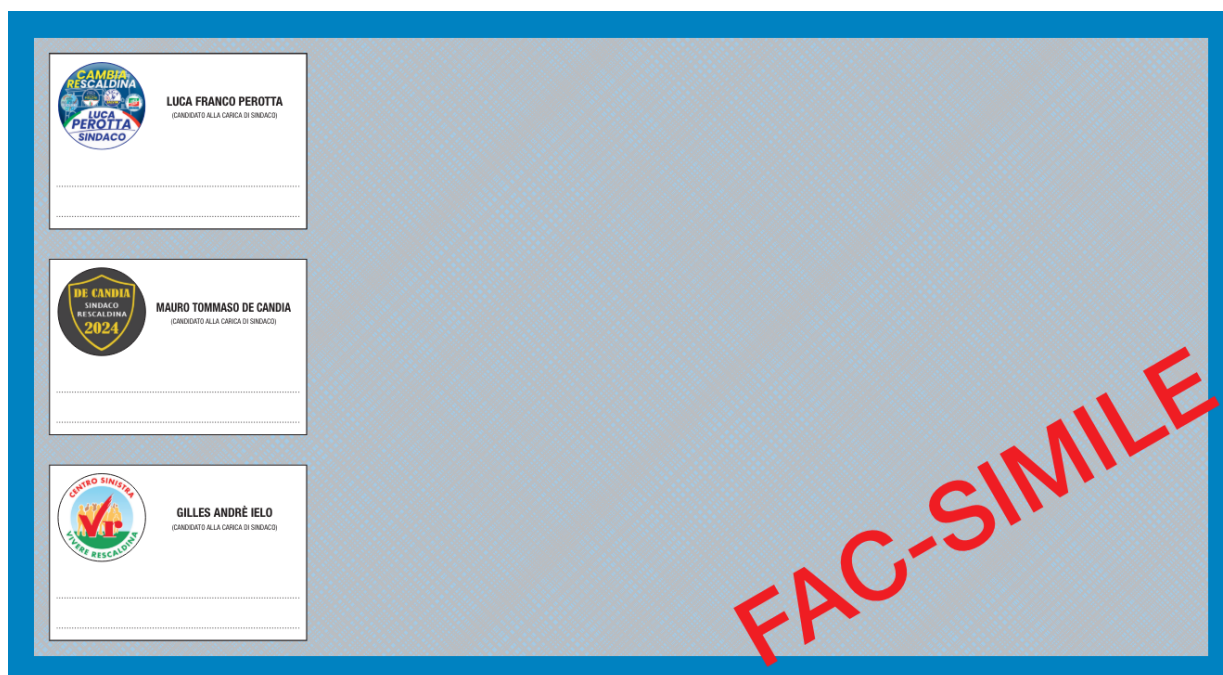 CAMBIA
RESCALDINA
LUCA
PEROTTA
SINDACO
LUCA FRANCO PEROTTA
(CANDIDATO ALLA CARICA DI SINDACO)
DE CANDIA
SINDACO
RESCALDINA
2024
MAURO TOMMASO DE CANDIA
(CANDIDATO ALLA CARICA DI SINDACO)
CENTRO SINISTRA
Vr
VIVERE RESCALDINA
GILLES ANDRÈ IELO
(CANDIDATO ALLA CARICA DI SINDACO)
FAC-SIMILE